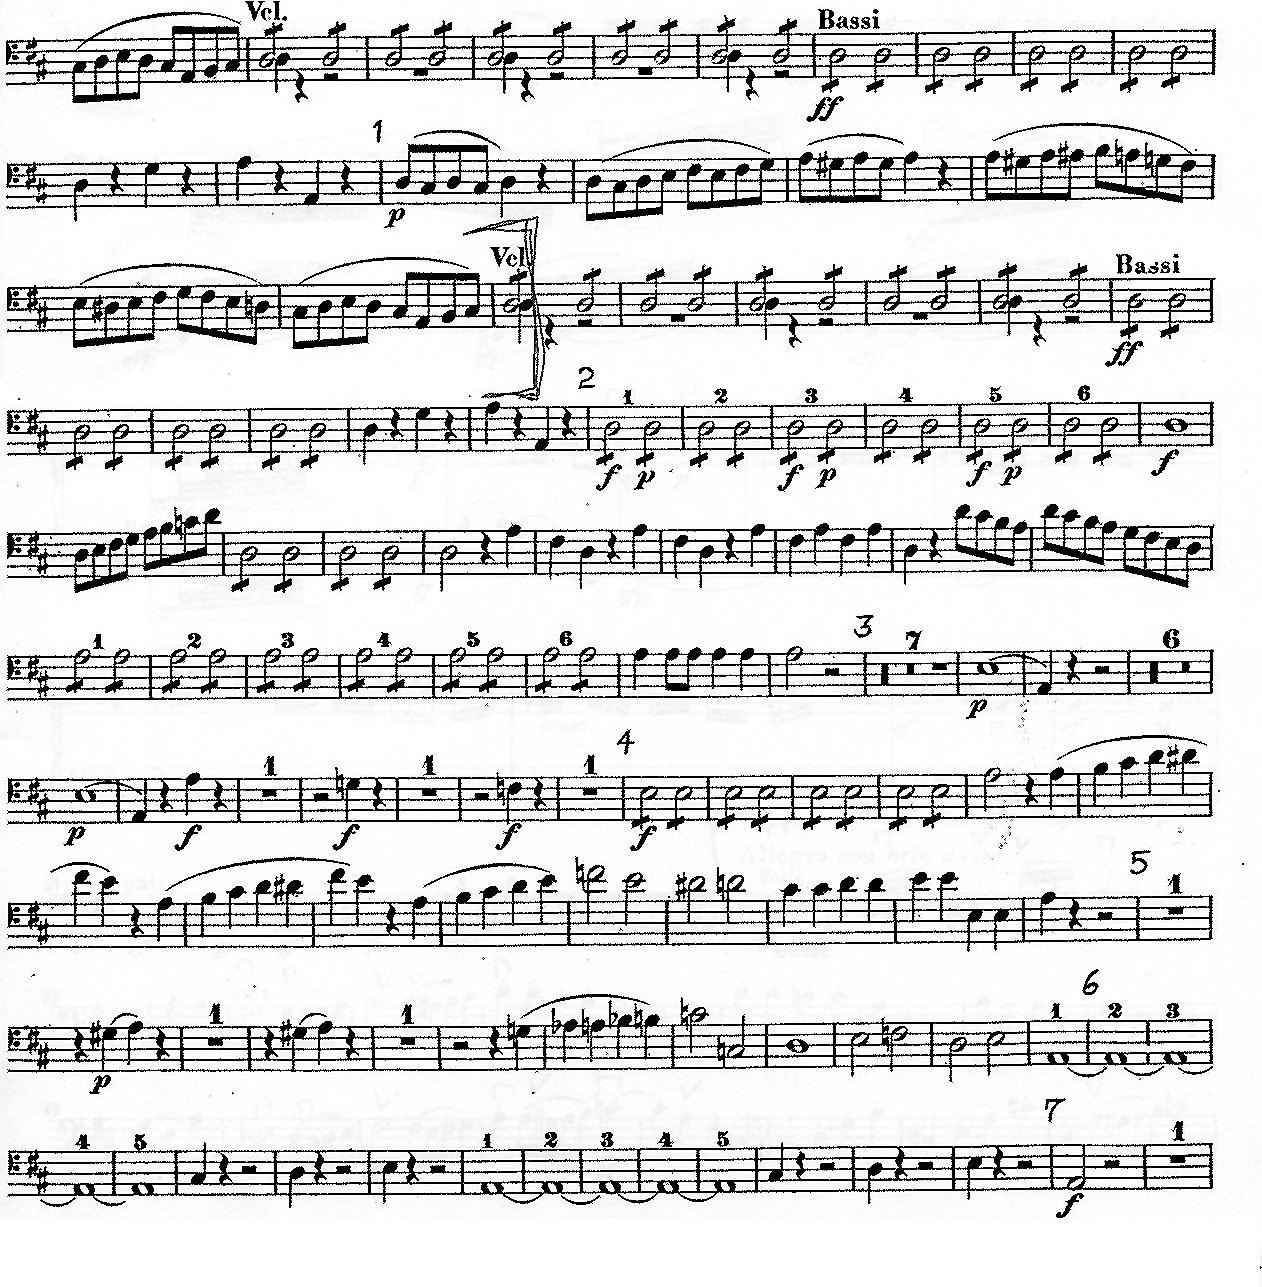 Vcl. Bassi
ff
1
p
Vcl. Bassi
ff
2 1 2 3 4 5 6
f p f p f p f
1 2 3 4 5 6 3 7 6
p
1 1 1 4
p f f f f
5 1
1 1 6 1 2 3
p
4 5 1 2 3 4 5 7 1
f